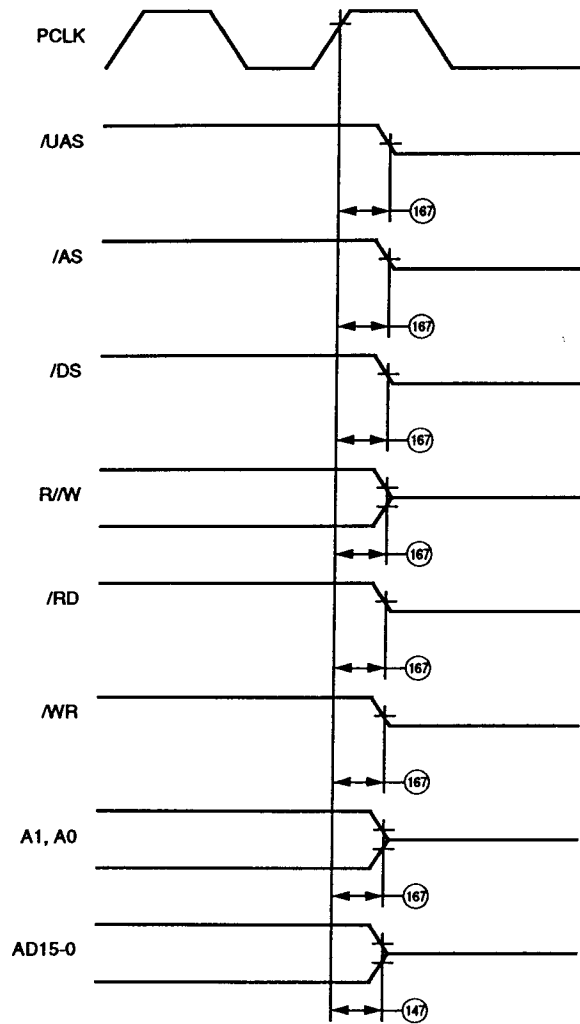 PCLK
/UAS
167
/AS
167
/DS
167
R//W
167
/RD
167
/WR
167
A1, A0
167
AD15-0
147